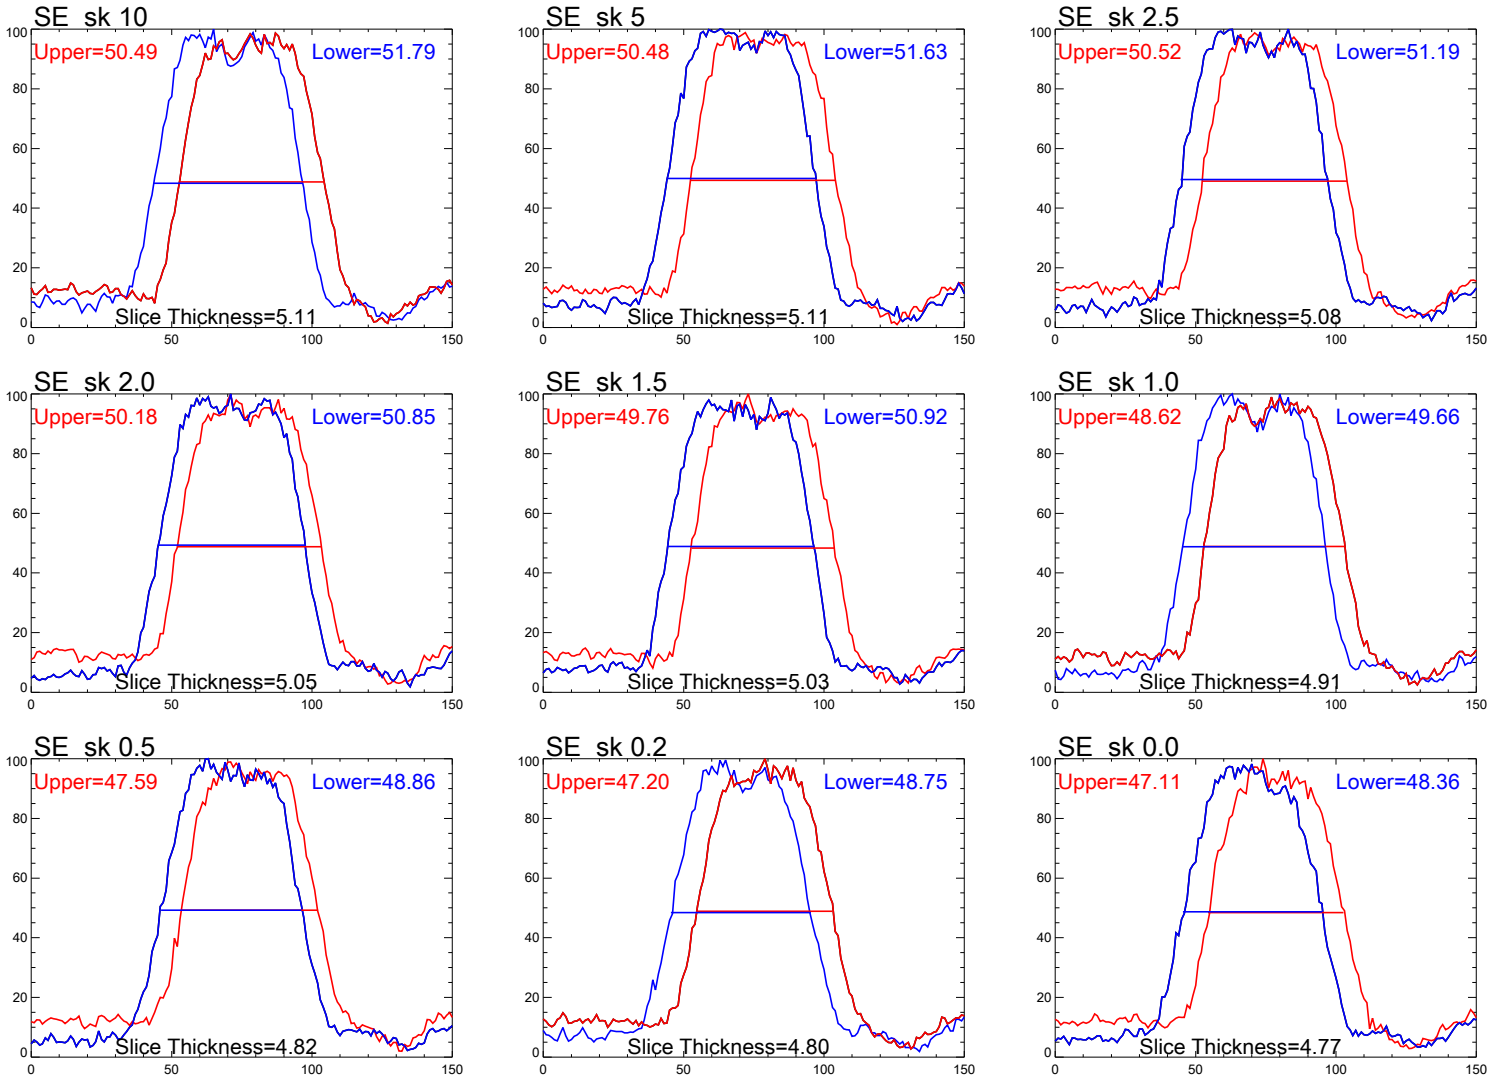 SE sk 10
Upper=50.49 Lower=51.79
100
80
60
40
20
0
Slice Thickness=5.11
0 50 100 150
SE sk 5
Upper=50.48 Lower=51.63
100
80
60
40
20
0
Slice Thickness=5.11
0 50 100 150
SE sk 2.5
Upper=50.52 Lower=51.19
100
80
60
40
20
0
Slice Thickness=5.08
0 50 100 150
SE sk 2.0
Upper=50.18 Lower=50.85
100
80
60
40
20
0
Slice Thickness=5.05
0 50 100 150
SE sk 1.5
Upper=49.76 Lower=50.92
100
80
60
40
20
0
Slice Thickness=5.03
0 50 100 150
SE sk 1.0
Upper=48.62 Lower=49.66
100
80
60
40
20
0
Slice Thickness=4.91
0 50 100 150
SE sk 0.5
Upper=47.59 Lower=48.86
100
80
60
40
20
0
Slice Thickness=4.82
0 50 100 150
SE sk 0.2
Upper=47.20 Lower=48.75
100
80
60
40
20
0
Slice Thickness=4.80
0 50 100 150
SE sk 0.0
Upper=47.11 Lower=48.36
100
80
60
40
20
0
Slice Thickness=4.77
0 50 100 150